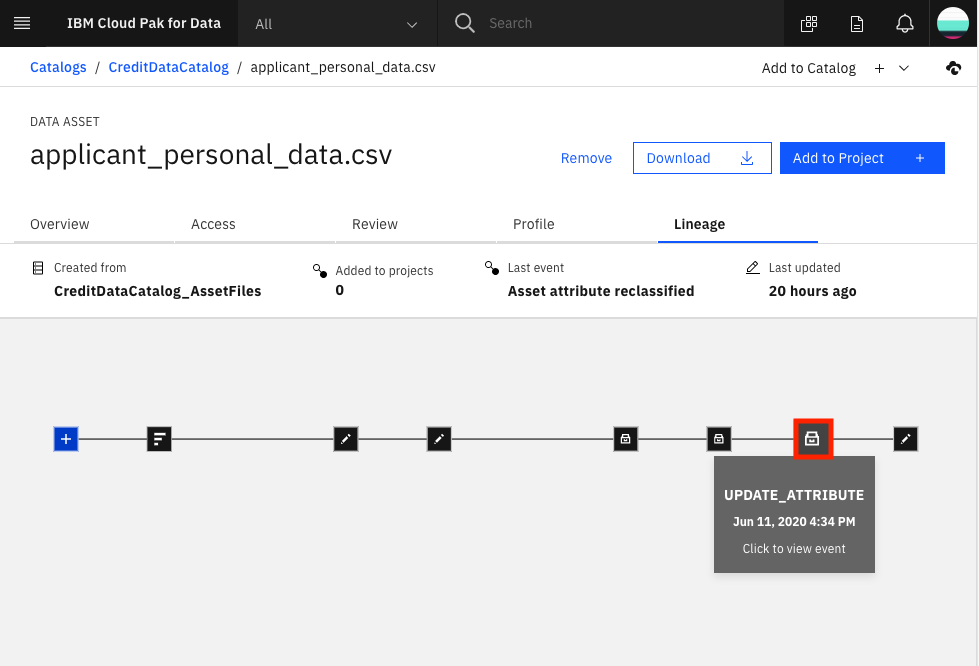 IBM Cloud Pak for Data All Search
Catalogs / CreditDataCatalog / applicant_personal_data.csv Add to Catalog +
DATA ASSET
applicant_personal_data.csv
Remove Download Add to Project +
Overview Access Review Profile Lineage
Created from
CreditDataCatalog_AssetFiles
Added to projects
0
Last event
Asset attribute reclassified
Last updated
20 hours ago
UPDATE_ATTRIBUTE
Jun 11, 2020 4:34 PM
Click to view event